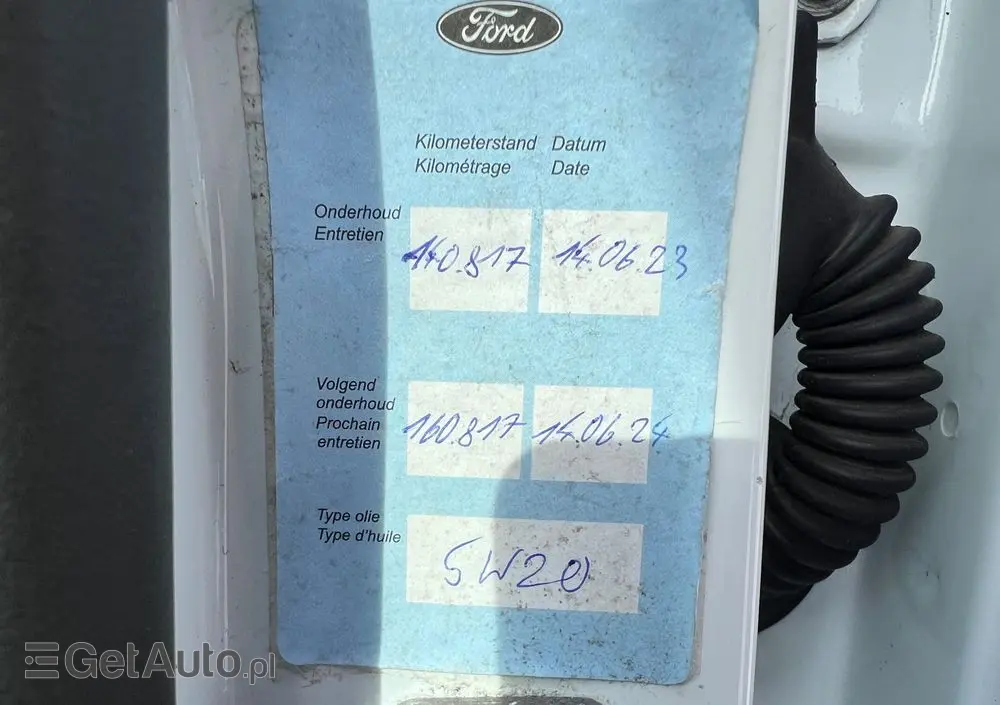 Ford
Kilometerstand Datum
Kilométrage Date
Onderhoud
Entretien
140.817 14.06.23
Volgend
onderhoud
Prochain
entretien
160.817 14.06.24
Type olie
Type d'huile
5W20
GetAuto.pl